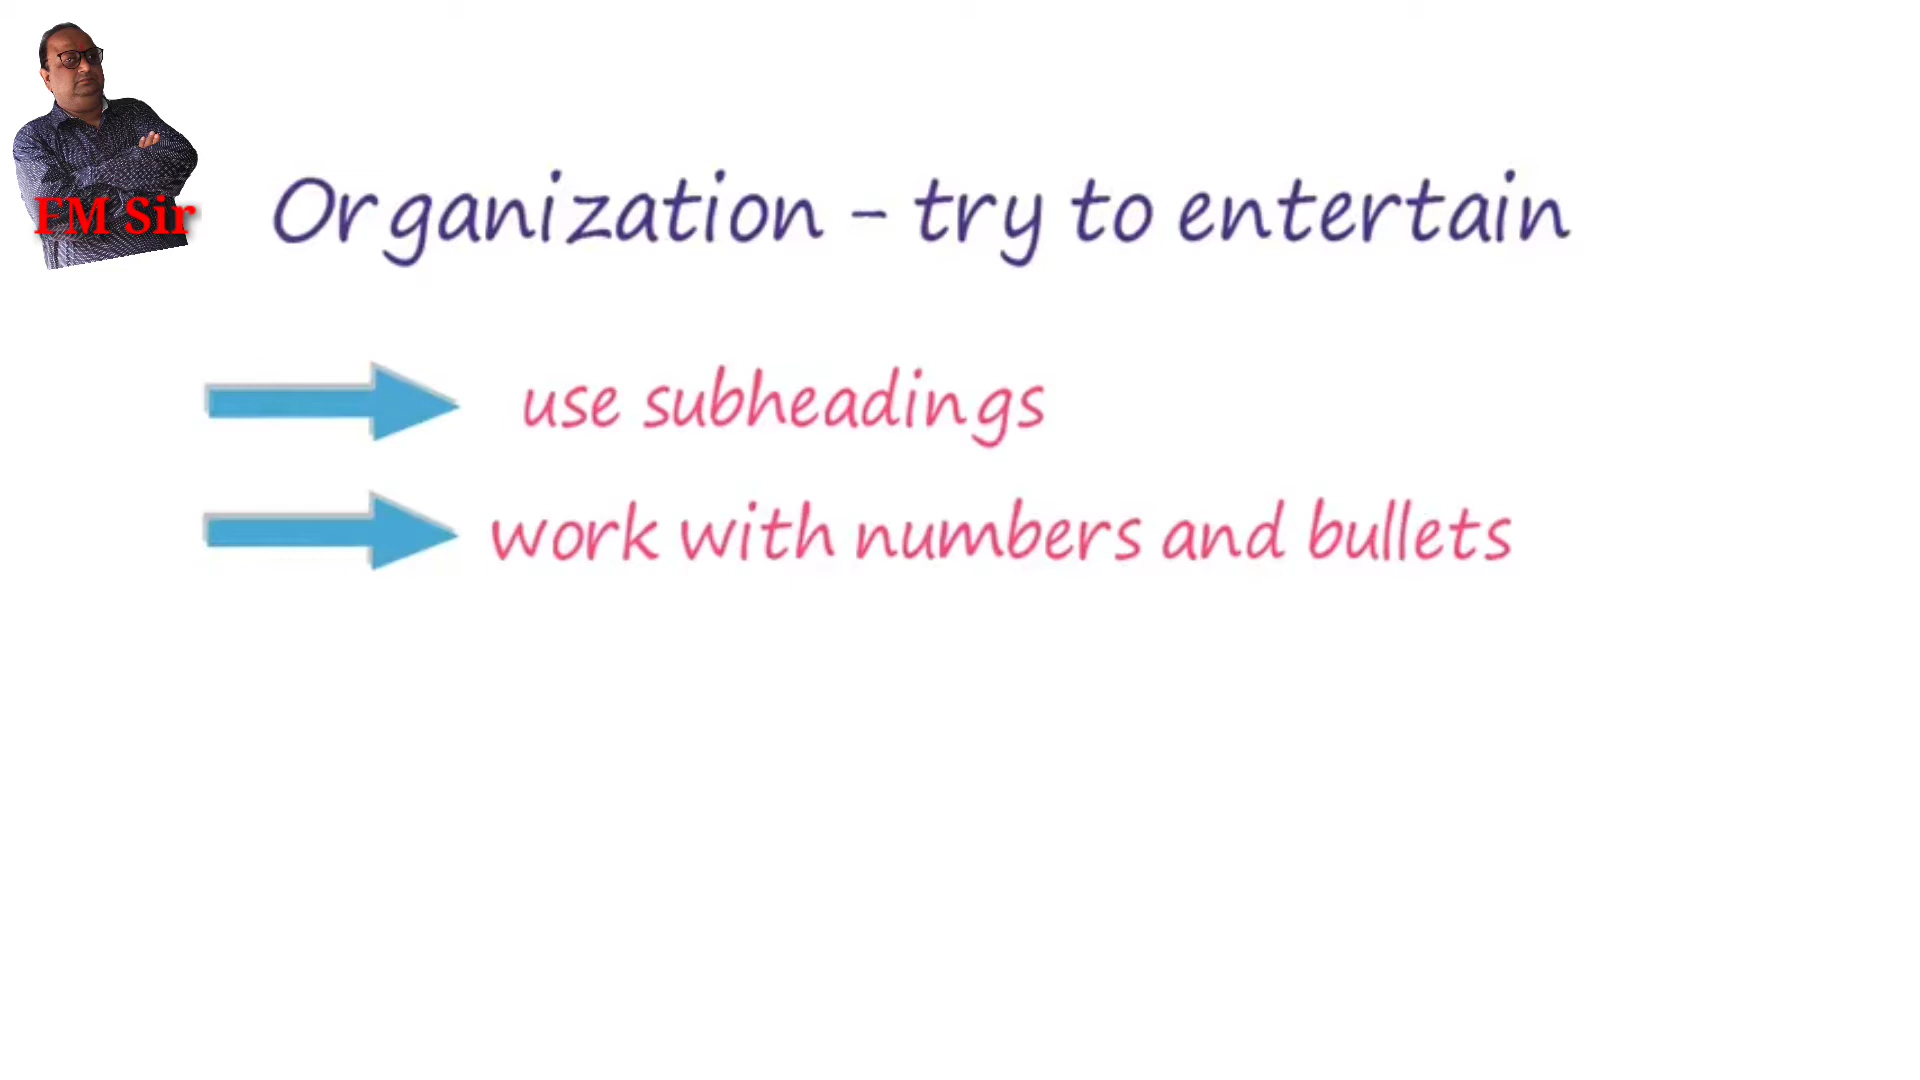 FM Sir
Organization - try to entertain
use subheadings
work with numbers and bullets